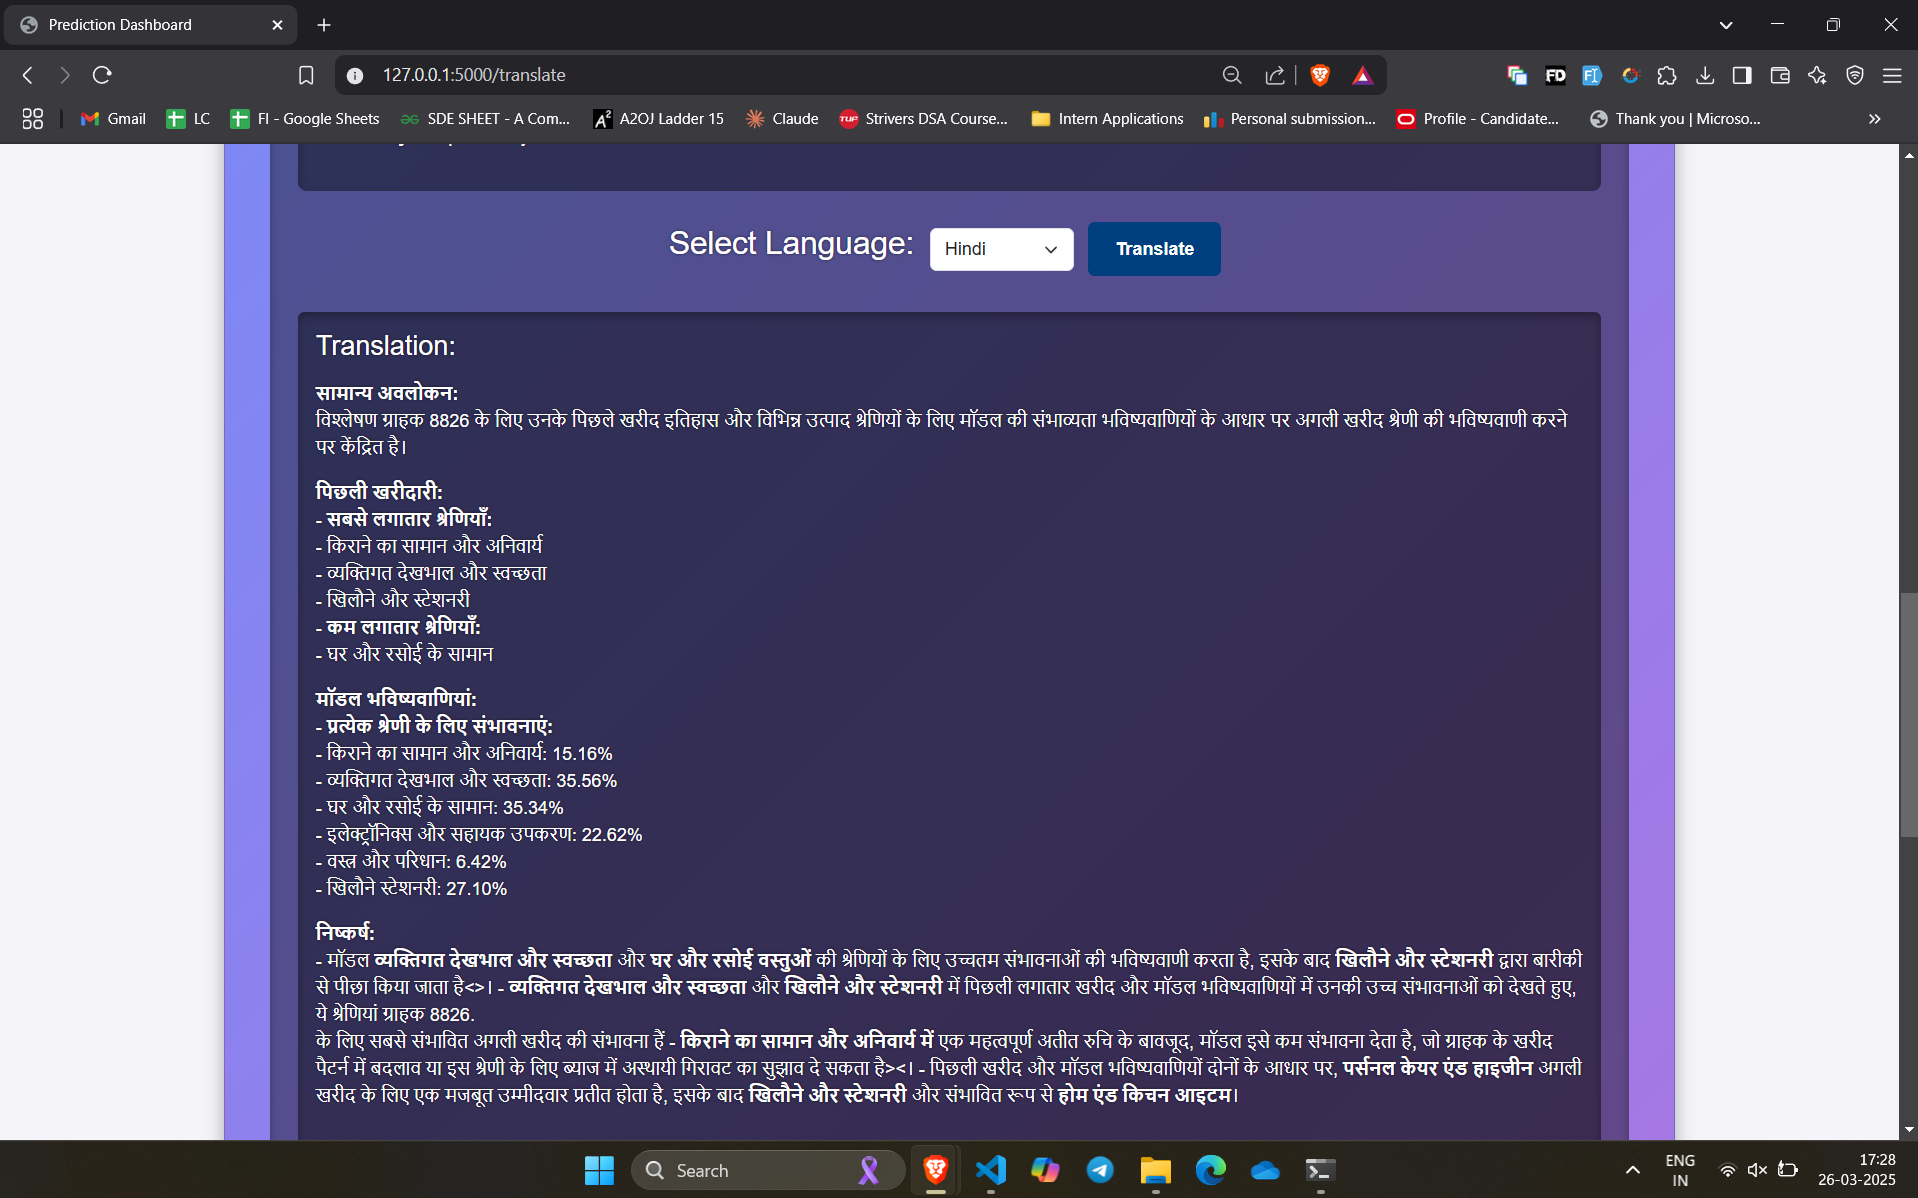 Prediction Dashboard
127.0.0.1:5000/translate
Gmail
LC
FI - Google Sheets
SDE SHEET - A Com...
A2OJ Ladder 15
Claude
Strivers DSA Course...
Intern Applications
Personal submission...
Profile - Candidate...
Thank you | Microso...
Select Language:
Hindi
Translate
Translation:
सामान्य अवलोकन:
विश्लेषण ग्राहक 8826 के लिए उनके पिछले खरीद इतिहास और विभिन्न उत्पाद श्रेणियों के लिए मॉडल की संभाव्यता भविष्यवाणियों के आधार पर अगली खरीद श्रेणी की भविष्यवाणी करने
पर केंद्रित है।
पिछली खरीदारी:
- सबसे लगातार श्रेणियाँ:
- किराने का सामान और अनिवार्य
- व्यक्तिगत देखभाल और स्वच्छता
- खिलौने और स्टेशनरी
- कम लगातार श्रेणियाँ:
- घर और रसोई के सामान
मॉडल भविष्यवाणियां:
- प्रत्येक श्रेणी के लिए संभावनाएं:
- किराने का सामान और अनिवार्य: 15.16%
- व्यक्तिगत देखभाल और स्वच्छता: 35.56%
- घर और रसोई के सामान: 35.34%
- इलेक्ट्रॉनिक्स और सहायक उपकरण: 22.62%
- वस्त्र और परिधान: 6.42%
- खिलौने स्टेशनरी: 27.10%
निष्कर्ष:
- मॉडल व्यक्तिगत देखभाल और स्वच्छता और घर और रसोई वस्तुओं की श्रेणियों के लिए उच्चतम संभावनाओं की भविष्यवाणी करता है, इसके बाद खिलौने और स्टेशनरी द्वारा बारीकी
से पीछा किया जाता है<>। - व्यक्तिगत देखभाल और स्वच्छता और खिलौने और स्टेशनरी में पिछली लगातार खरीद और मॉडल भविष्यवाणियों में उनकी उच्च संभावनाओं को देखते हुए,
ये श्रेणियां ग्राहक 8826.
के लिए सबसे संभावित अगली खरीद की संभावना हैं - किराने का सामान और अनिवार्य में एक महत्वपूर्ण अतीत रुचि के बावजूद, मॉडल इसे कम संभावना देता है, जो ग्राहक के खरीद
पैटर्न में बदलाव या इस श्रेणी के लिए ब्याज में अस्थायी गिरावट का सुझाव दे सकता है><। - पिछली खरीद और मॉडल भविष्यवाणियों दोनों के आधार पर, पर्सनल केयर एंड हाइजीन अगली
खरीद के लिए एक मजबूत उम्मीदवार प्रतीत होता है, इसके बाद खिलौने और स्टेशनरी और संभावित रूप से होम एंड किचन आइटम।
Search
ENG
IN
17:28
26-03-2025